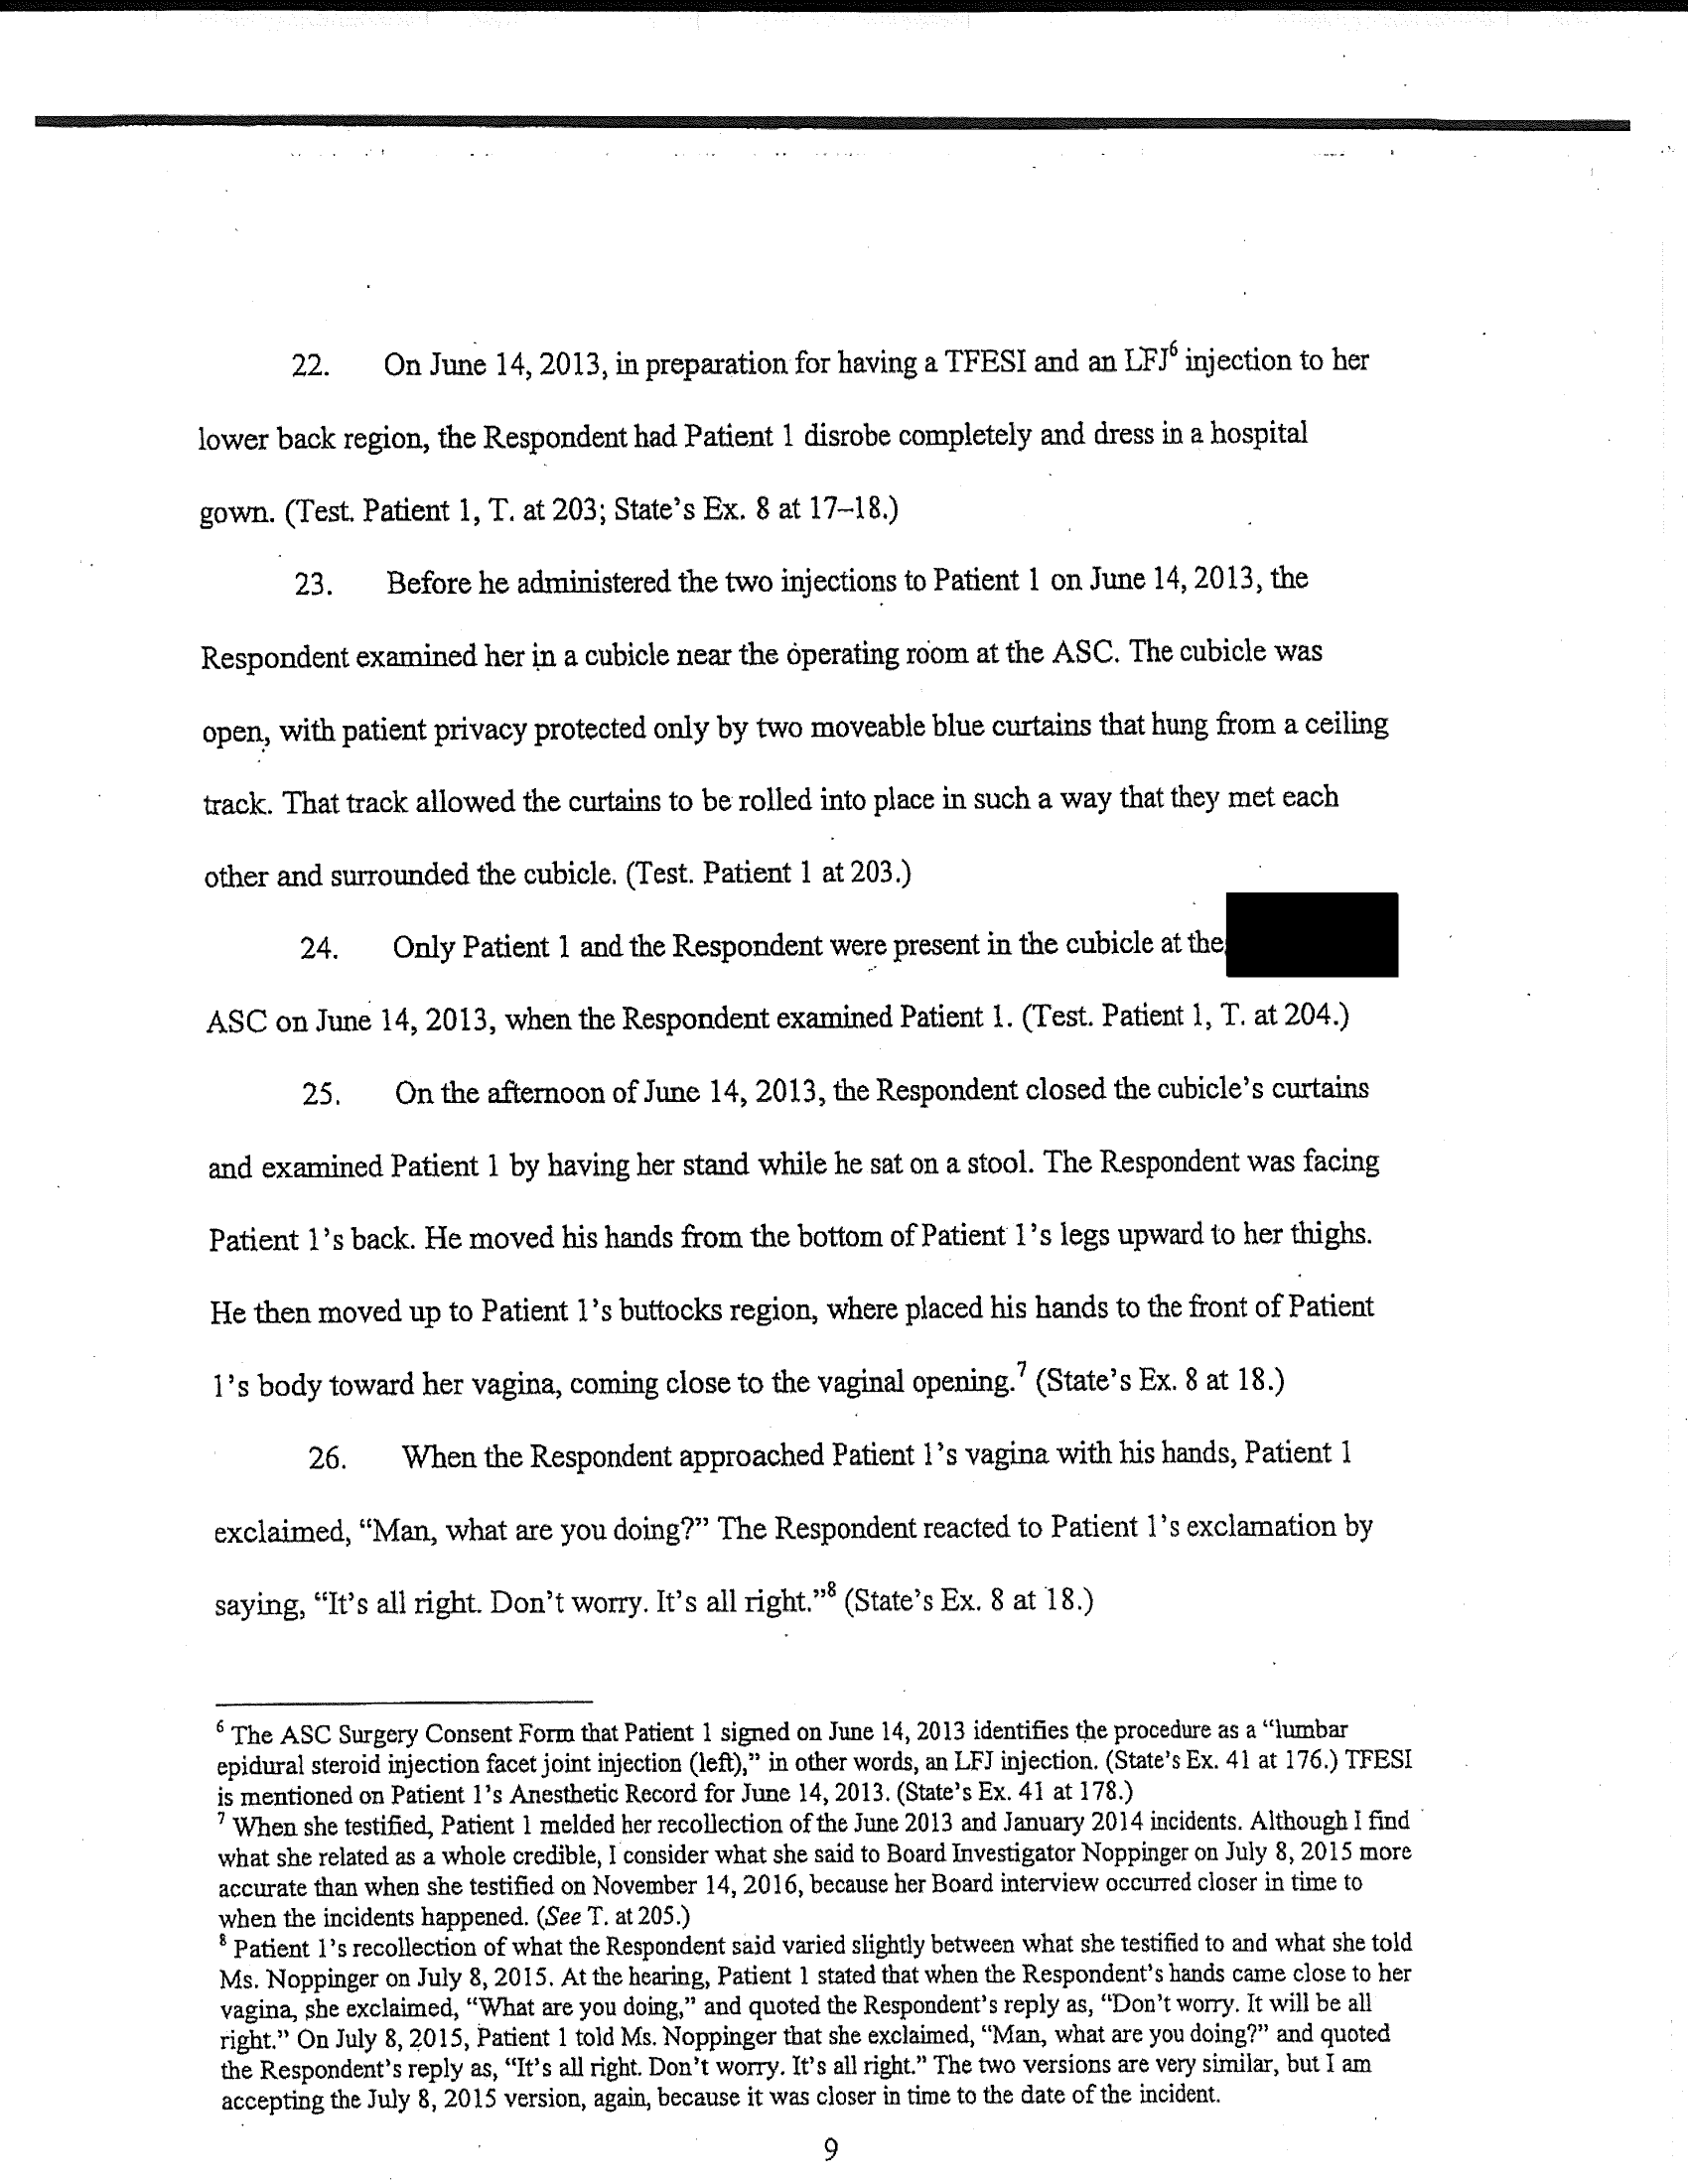 22. On June 14, 2013, in preparation for having a TFESI and an LFJ6 injection to her
lower back region, the Respondent had Patient 1 disrobe completely and dress in a hospital
gown. (Test. Patient 1, T. at 203; State's Ex. 8 at 17–18.)
23. Before he administered the two injections to Patient 1 on June 14, 2013, the
Respondent examined her in a cubicle near the operating room at the ASC. The cubicle was
open, with patient privacy protected only by two moveable blue curtains that hung from a ceiling
track. That track allowed the curtains to be rolled into place in such a way that they met each
other and surrounded the cubicle. (Test. Patient 1 at 203.)
24. Only Patient 1 and the Respondent were present in the cubicle at the
ASC on June 14, 2013, when the Respondent examined Patient 1. (Test. Patient 1, T. at 204.)
25. On the afternoon of June 14, 2013, the Respondent closed the cubicle's curtains
and examined Patient 1 by having her stand while he sat on a stool. The Respondent was facing
Patient 1's back. He moved his hands from the bottom of Patient 1's legs upward to her thighs.
He then moved up to Patient 1's buttocks region, where placed his hands to the front of Patient
1's body toward her vagina, coming close to the vaginal opening.7 (State's Ex. 8 at 18.)
26. When the Respondent approached Patient 1's vagina with his hands, Patient 1
exclaimed, "Man, what are you doing?" The Respondent reacted to Patient 1's exclamation by
saying, "It's all right. Don't worry. It's all right."8 (State's Ex. 8 at 18.)
6 The ASC Surgery Consent Form that Patient 1 signed on June 14, 2013 identifies the procedure as a "lumbar
epidural steroid injection facet joint injection (left)," in other words, an LFJ injection. (State's Ex. 41 at 176.) TFESI
is mentioned on Patient 1's Anesthetic Record for June 14, 2013. (State's Ex. 41 at 178.)
7 When she testified, Patient 1 melded her recollection of the June 2013 and January 2014 incidents. Although I find
what she related as a whole credible, I consider what she said to Board Investigator Noppinger on July 8, 2015 more
accurate than when she testified on November 14, 2016, because her Board interview occurred closer in time to
when the incidents happened. (See T. at 205.)
8 Patient 1's recollection of what the Respondent said varied slightly between what she testified to and what she told
Ms. Noppinger on July 8, 2015. At the hearing, Patient 1 stated that when the Respondent's hands came close to her
vagina, she exclaimed, "What are you doing," and quoted the Respondent's reply as, "Don't worry. It will be all
right." On July 8, 2015, Patient 1 told Ms. Noppinger that she exclaimed, "Man, what are you doing?" and quoted
the Respondent's reply as, "It's all right. Don't worry. It's all right." The two versions are very similar, but I am
accepting the July 8, 2015 version, again, because it was closer in time to the date of the incident.
9